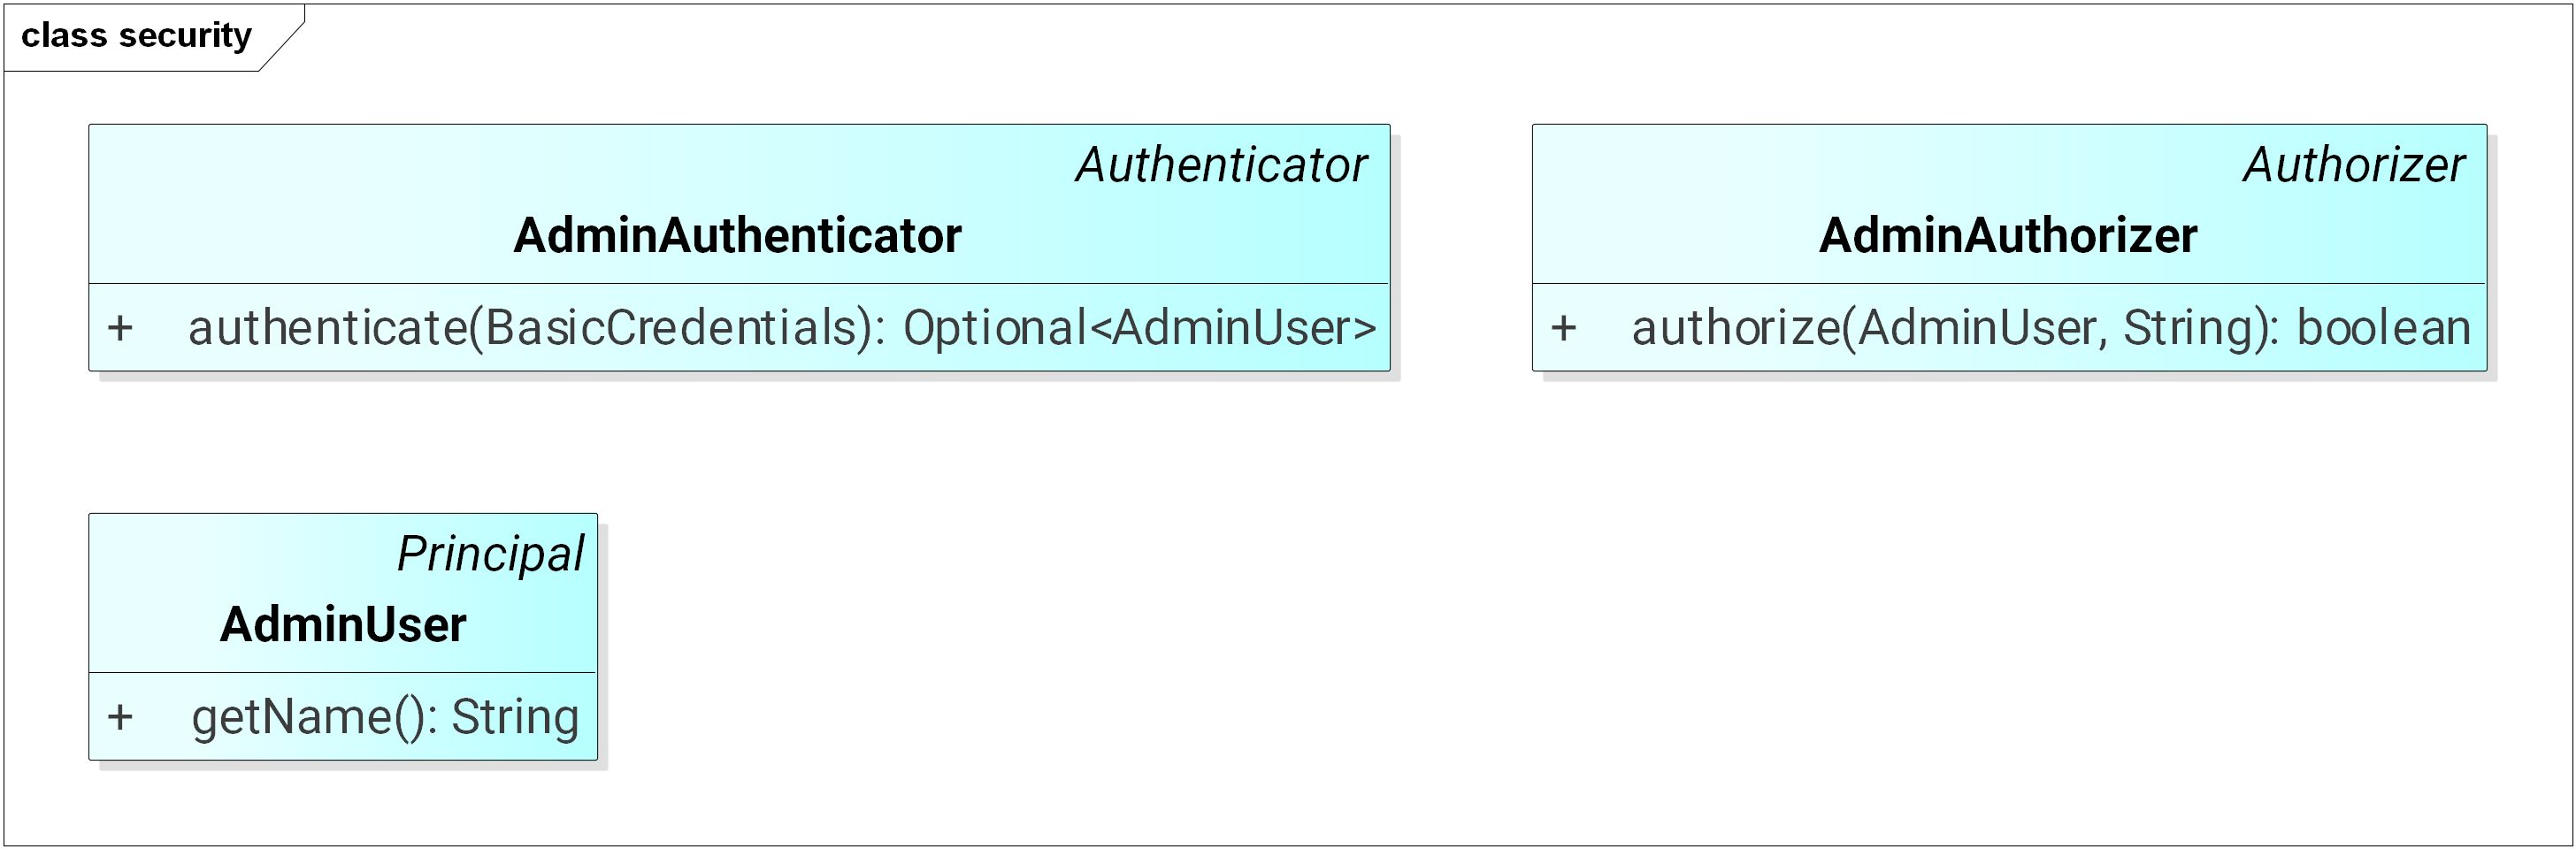 class security
Authenticator
AdminAuthenticator
+ authenticate(BasicCredentials): Optional<AdminUser>
Authorizer
AdminAuthorizer
+ authorize(AdminUser, String): boolean
Principal
AdminUser
+ getName(): String